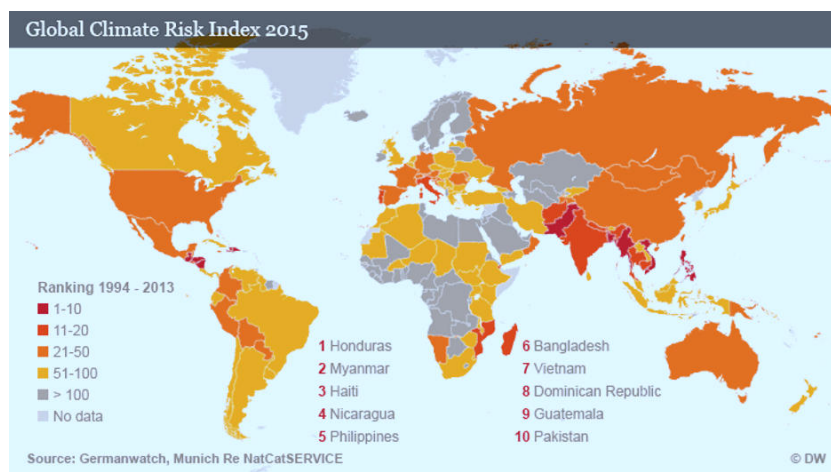 Global Climate Risk Index 2015
Ranking 1994 - 2013
1-10
11-20
21-50
51-100
> 100
No data
1 Honduras
2 Myanmar
3 Haiti
4 Nicaragua
5 Philippines
6 Bangladesh
7 Vietnam
8 Dominican Republic
9 Guatemala
10 Pakistan
Source: Germanwatch, Munich Re NatCatSERVICE
© DW